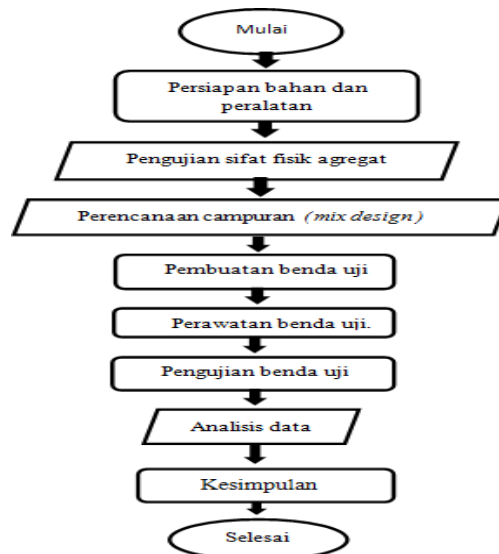 Mulai
Persiapan bahan dan
peralatan
Pengujian sifat fisik agregat
Perencanaan campuran (mix design)
Pembuatan benda uji
Perawatan benda uji.
Pengujian benda uji
Analisis data
Kesimpulan
Selesai